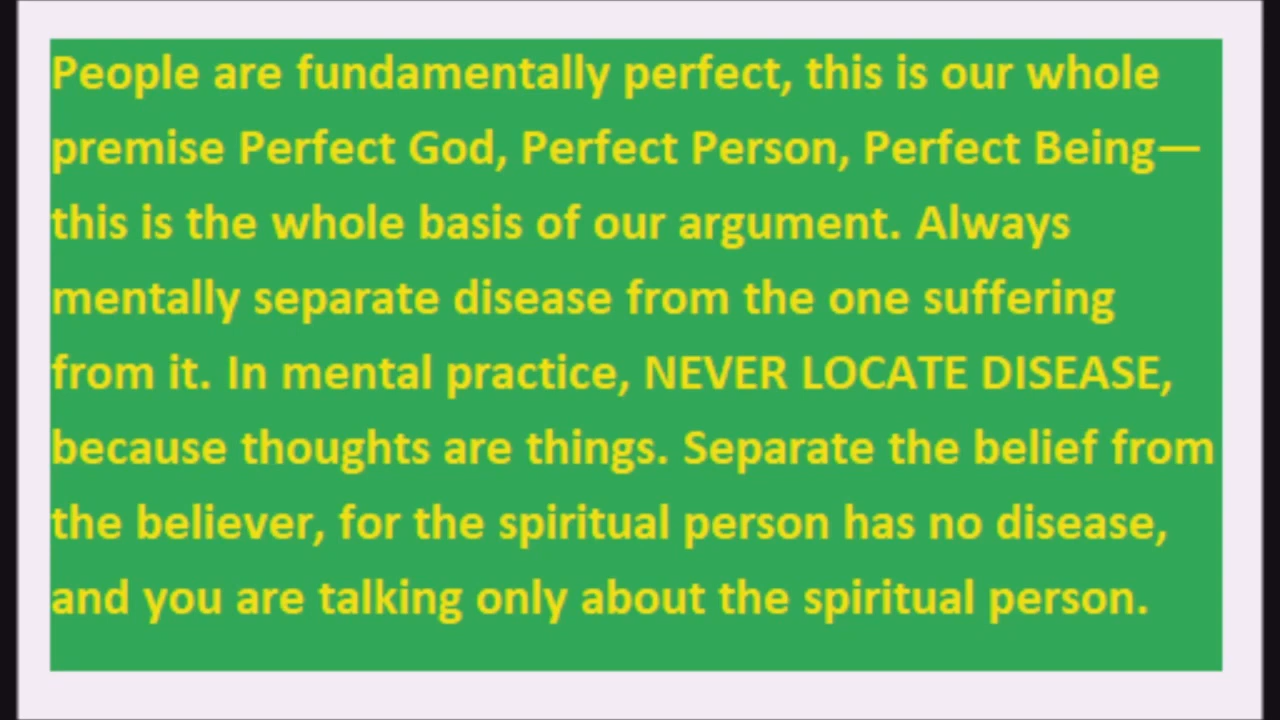 People are fundamentally perfect, this is our whole
premise Perfect God, Perfect Person, Perfect Being—
this is the whole basis of our argument. Always
mentally separate disease from the one suffering
from it. In mental practice, NEVER LOCATE DISEASE,
because thoughts are things. Separate the belief from
the believer, for the spiritual person has no disease,
and you are talking only about the spiritual person.